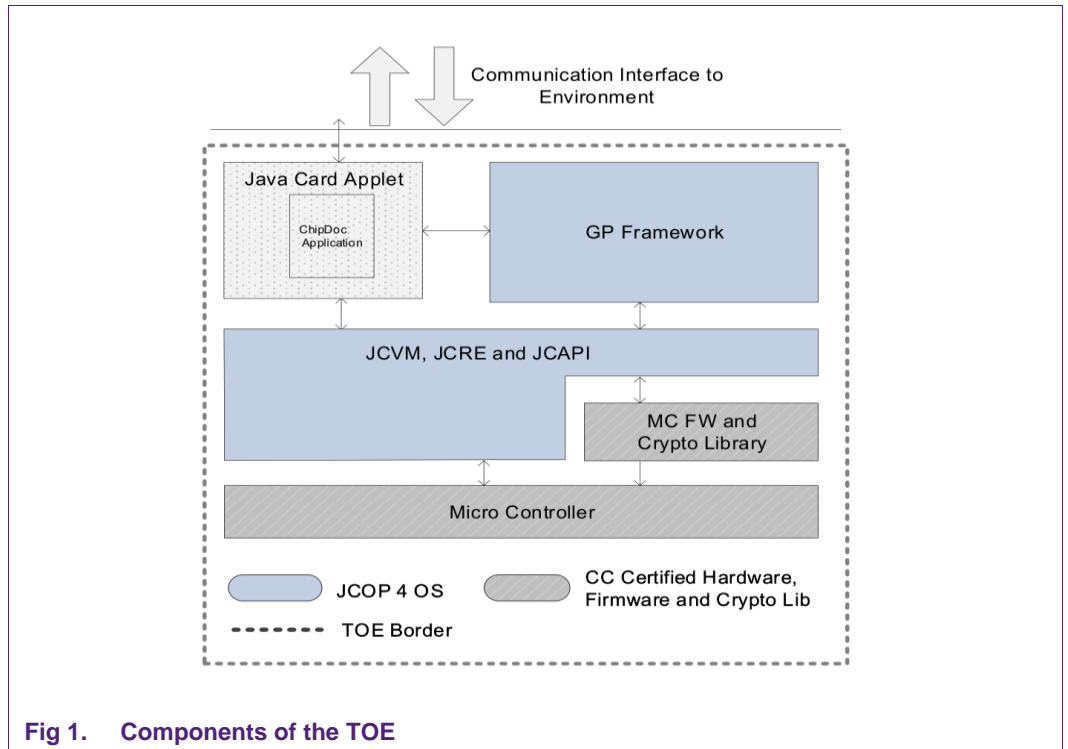 Communication Interface to
Environment
Java Card Applet
ChipDoc
Application
GP Framework
JCVM, JCRE and JCAPI
MC FW and
Crypto Library
Micro Controller
JCOP 4 OS
CC Certified Hardware,
Firmware and Crypto Lib
TOE Border
Fig 1. Components of the TOE